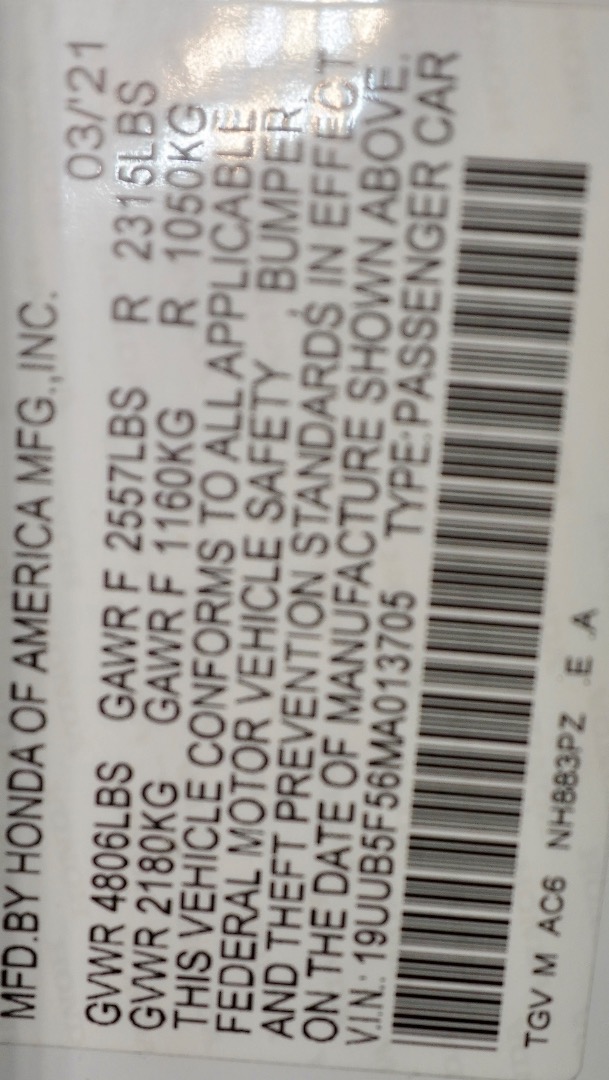 MFD.BY HONDA OF AMERICA MFG.,INC.
03/'21
GVWR 4806LBS GAWR F 2557LBS R 2315LBS
GVWR 2180KG GAWR F 1160KG R 1050KG
THIS VEHICLE CONFORMS TO ALL APPLICABLE
FEDERAL MOTOR VEHICLE SAFETY , BUMPER,
AND THEFT PREVENTION STANDARDS IN EFFECT
ON THE DATE OF MANUFACTURE SHOWN ABOVE.
V.I.N.: 19UUB5F56MA013705 TYPE:PASSENGER CAR
TGV M AC6 NH883PZ E A